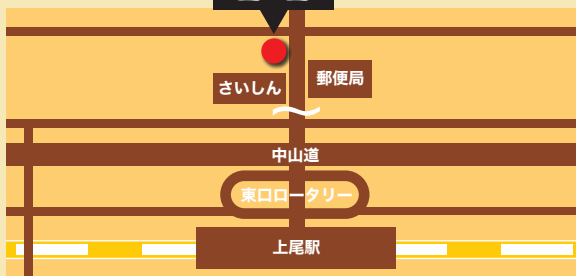 郵便局
さいしん
中山道
東口ロータリー
上尾駅